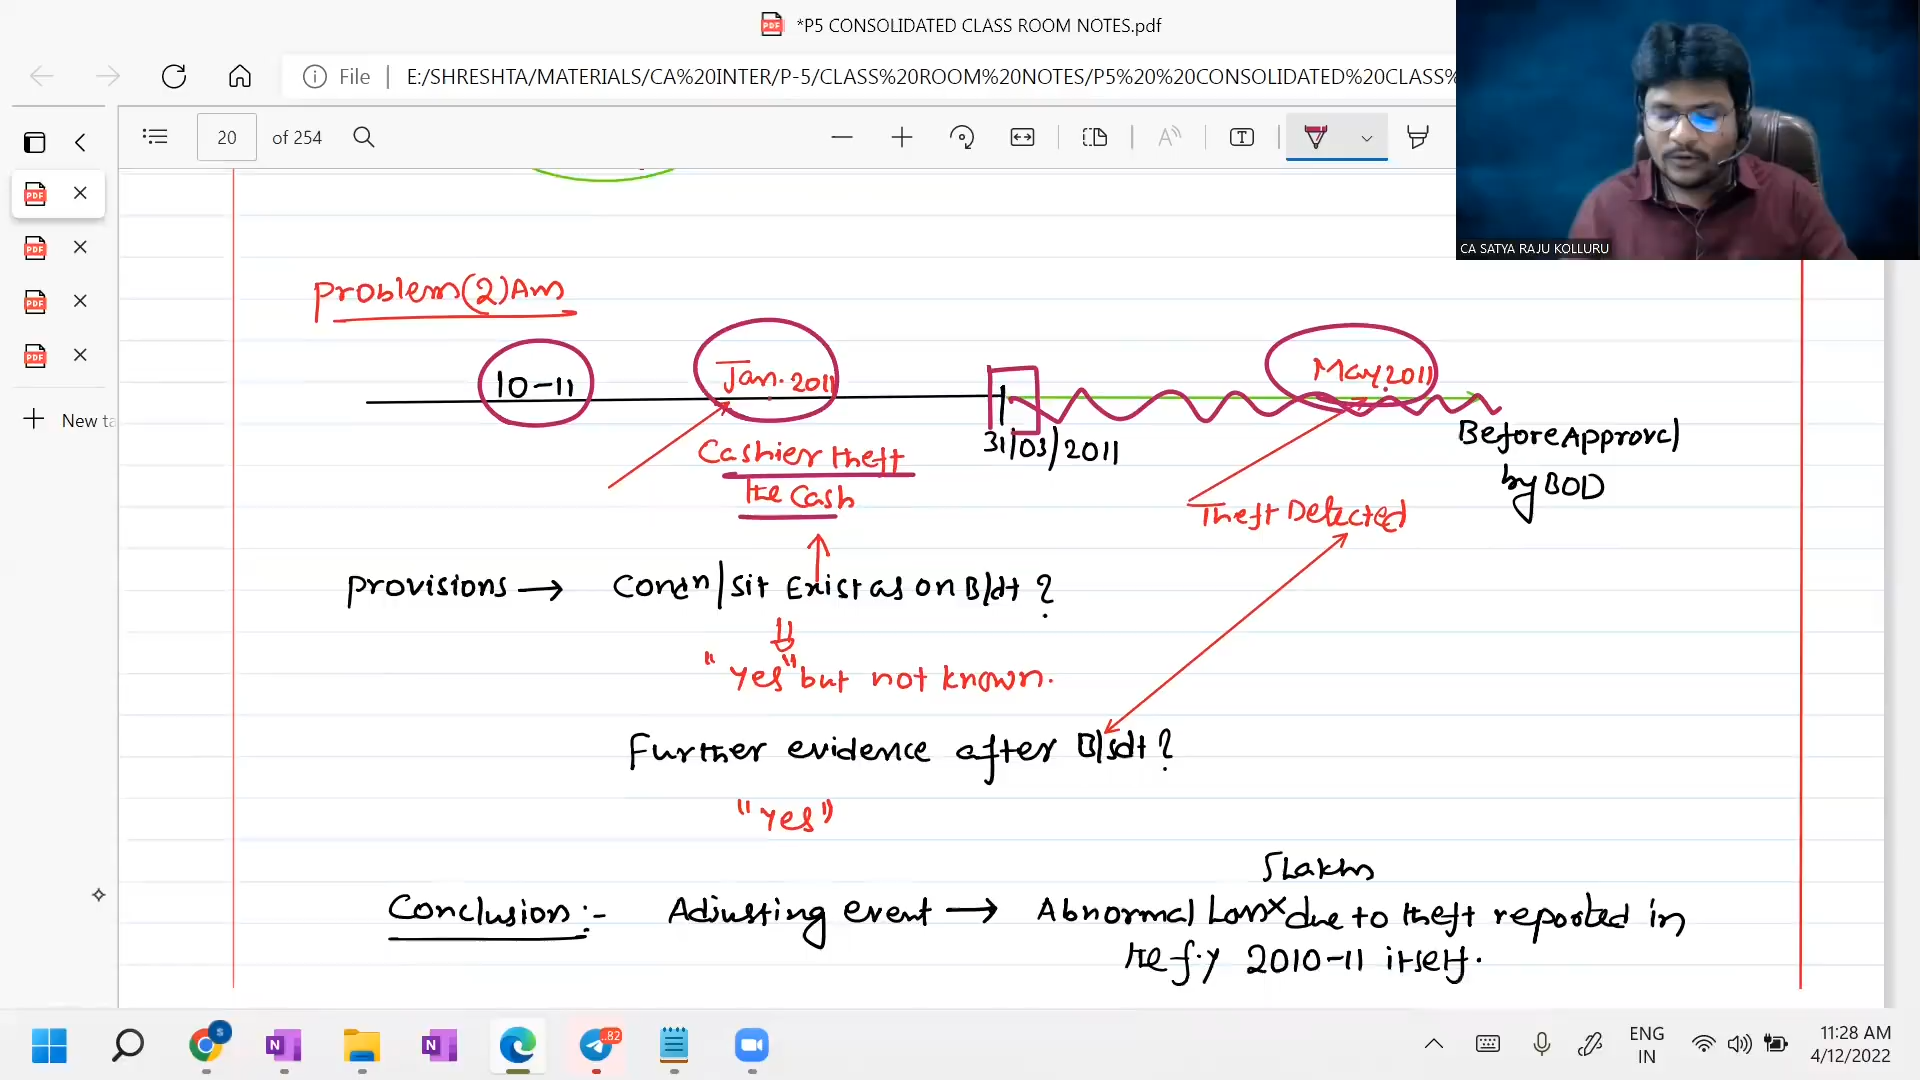 *P5 CONSOLIDATED CLASS ROOM NOTES.pdf
File | E:/SHRESHTA/MATERIALS/CA%20INTER/P-5/CLASS%20ROOM%20NOTES/P5%20%20CONSOLIDATED%20CLASS%
20 of 254
New ta
CA SATYA RAJU KOLLURU
Problem(2)Ans
10-11
Jan. 2011
May.2011
31/03/2011
Before Approval
by BOD
Cashier theft
the Cash
Theft Detected
Provisions → Condn/sit Exist as on B/dt?
"Yes" but not known.
Further evidence after B/sdt?
"Yes"
5 Lakhs
Conclusion:- Adjusting event → Abnormal Loss x due to theft reported in
the f.y 2010-11 itself.
..82
ENG
IN
11:28 AM
4/12/2022